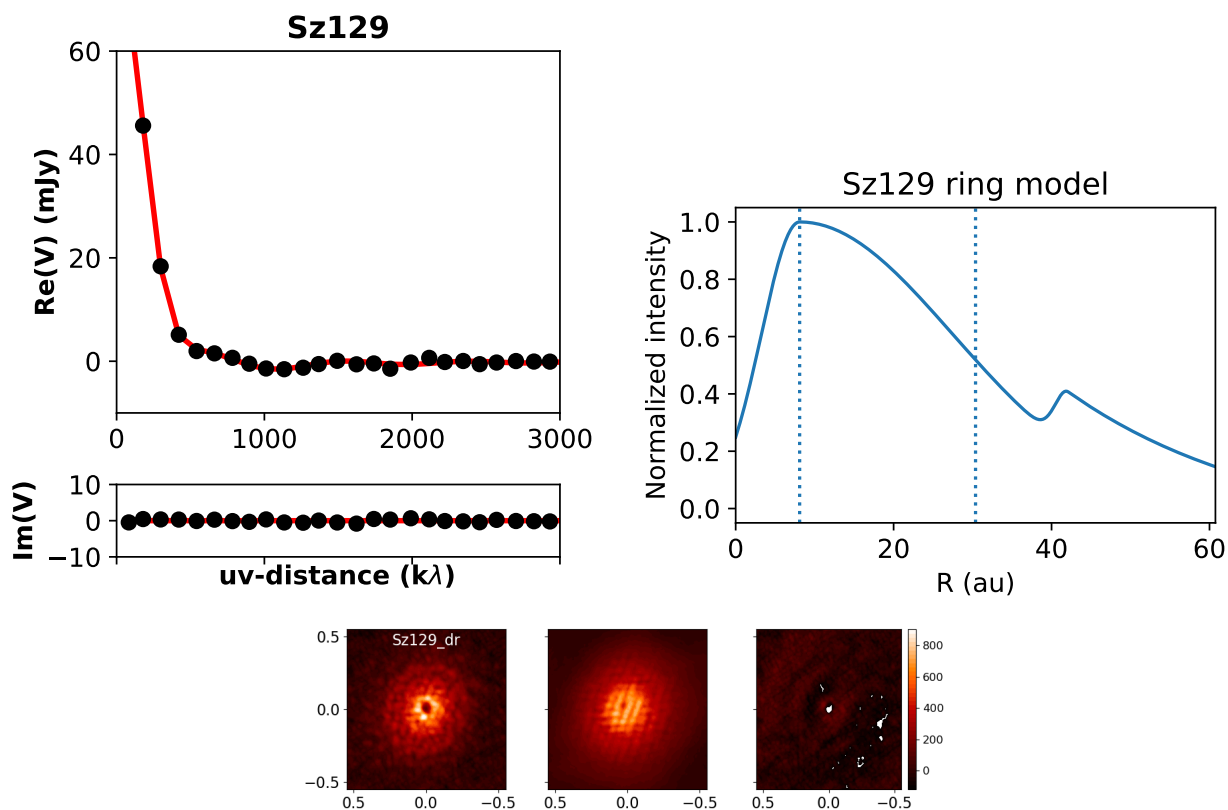 Sz129
60
40
20
0
Re(V) (mJy)
0 1000 2000 3000
10
0
−10
Im(V)
uv-distance (kλ)
Sz129 ring model
1.0
0.8
0.6
0.4
0.2
0.0
Normalized intensity
0 20 40 60
R (au)
Sz129_dr
0.5
0.0
−0.5
0.5 0.0 −0.5
0.5 0.0 −0.5
0.5 0.0 −0.5
800
600
400
200
0